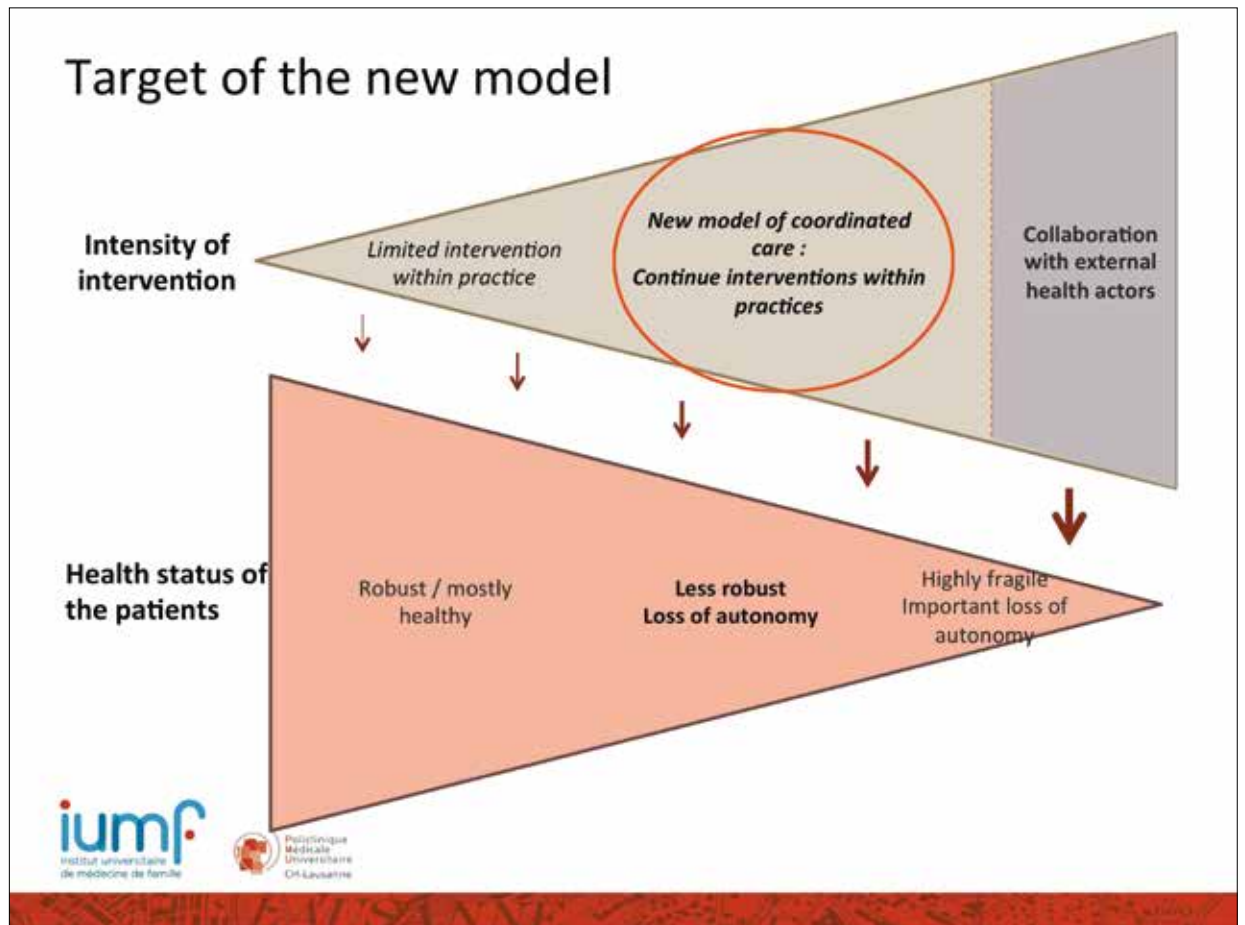 Target of the new model
Intensity of
intervention
Limited intervention
within practice
New model of coordinated
care :
Continue interventions within
practices
Collaboration
with external
health actors
Health status of
the patients
Robust / mostly
healthy
Less robust
Loss of autonomy
Highly fragile
Important loss of
autonomy
iumf
Institut universitaire
de médecine de famille
Policlinique
Médicale
Universitaire
CH-Lausanne